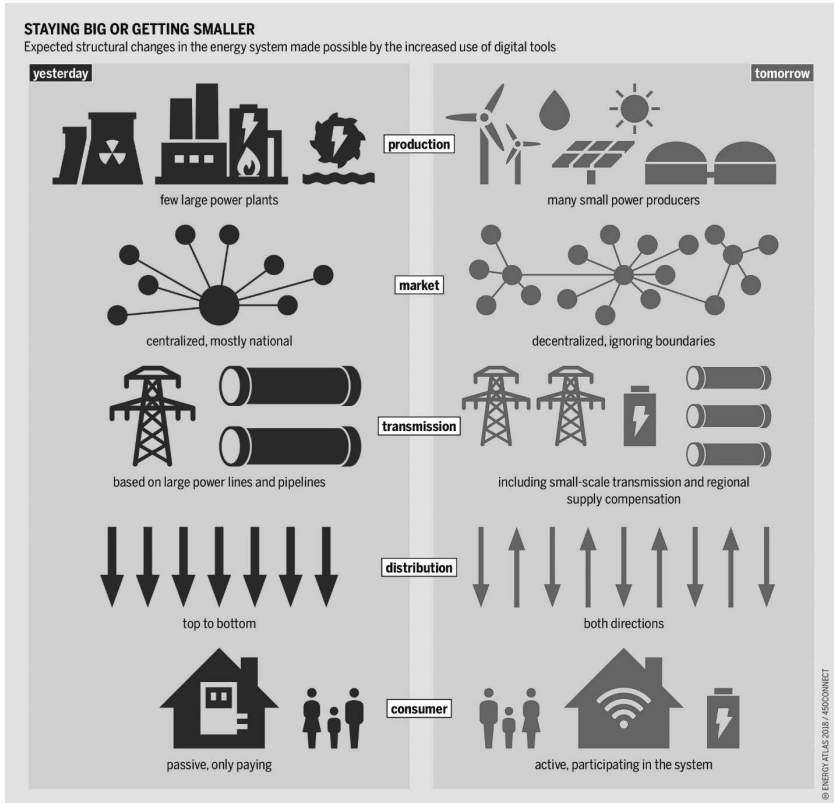 STAYING BIG OR GETTING SMALLER
Expected structural changes in the energy system made possible by the increased use of digital tools
yesterday
tomorrow
production
few large power plants
many small power producers
market
centralized, mostly national
decentralized, ignoring boundaries
transmission
based on large power lines and pipelines
including small-scale transmission and regional
supply compensation
distribution
top to bottom
both directions
consumer
passive, only paying
active, participating in the system
© ENERGY ATLAS 2018 / 450CONNECT